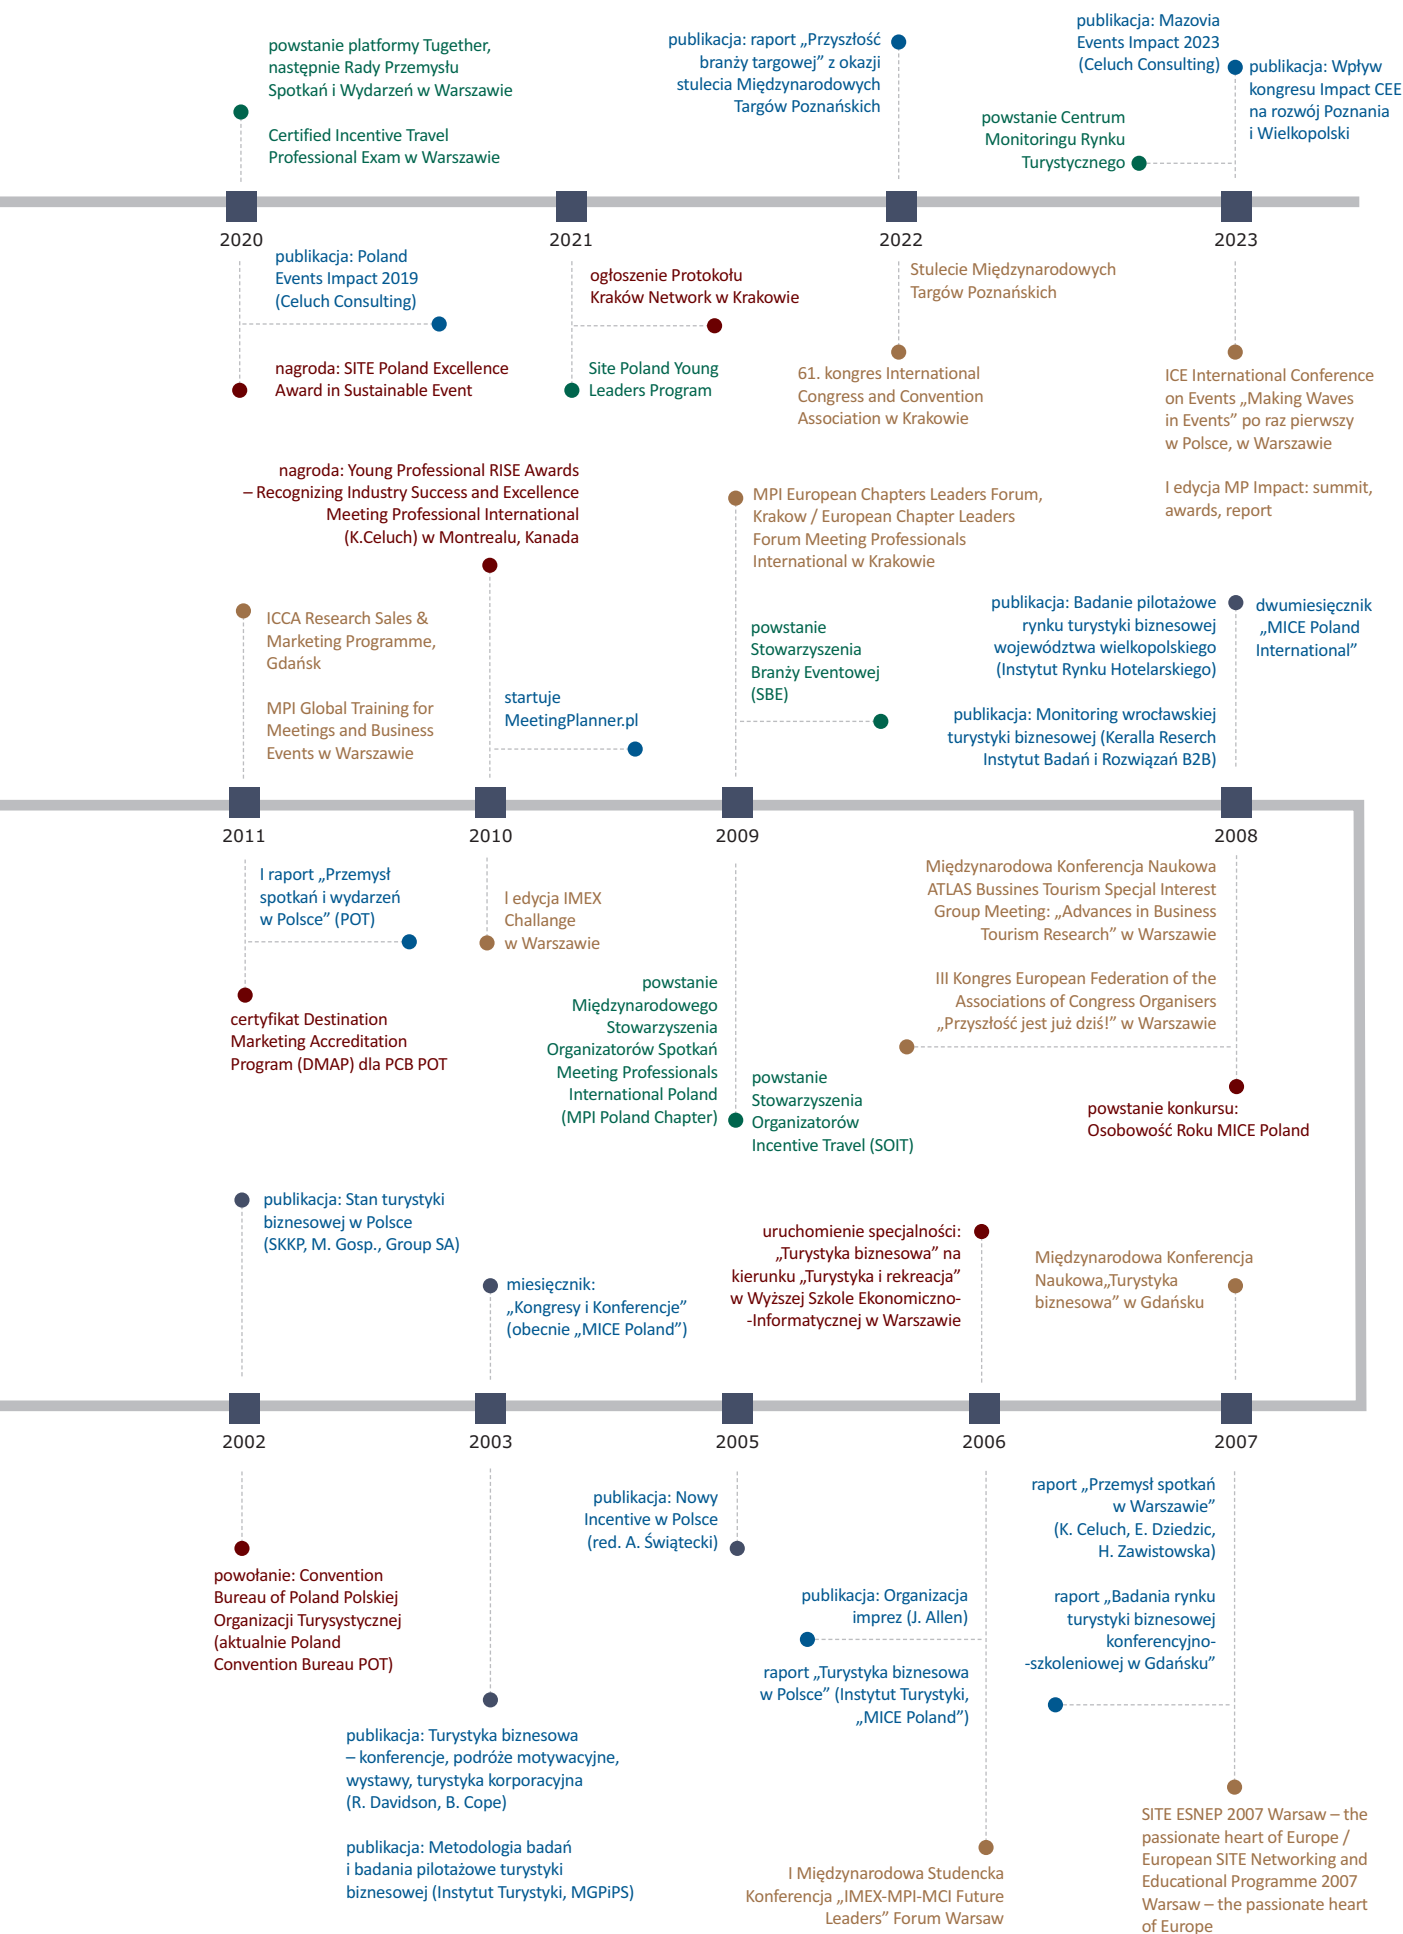 powstanie platformy Tugether,
następnie Rady Przemysłu
Spotkań i Wydarzeń w Warszawie
Certified Incentive Travel
Professional Exam w Warszawie
publikacja: raport „Przyszłość
branży targowej” z okazji
stulecia Międzynarodowych
Targów Poznańskich
publikacja: Mazovia
Events Impact 2023
(Celuch Consulting)
publikacja: Wpływ
kongresu Impact CEE
na rozwój Poznania
i Wielkopolski
powstanie Centrum
Monitoringu Rynku
Turystycznego
2020
2021
2022
2023
publikacja: Poland
Events Impact 2019
(Celuch Consulting)
nagroda: SITE Poland Excellence
Award in Sustainable Event
ogłoszenie Protokołu
Kraków Network w Krakowie
Site Poland Young
Leaders Program
Stulecie Międzynarodowych
Targów Poznańskich
61. kongres International
Congress and Convention
Association w Krakowie
ICE International Conference
on Events „Making Waves
in Events” po raz pierwszy
w Polsce, w Warszawie
I edycja MP Impact: summit,
awards, report
ICCA Research Sales &
Marketing Programme,
Gdańsk
MPI Global Training for
Meetings and Business
Events w Warszawie
nagroda: Young Professional RISE Awards
– Recognizing Industry Success and Excellence
Meeting Professional International
(K.Celuch) w Montrealu, Kanada
startuje
MeetingPlanner.pl
MPI European Chapters Leaders Forum,
Krakow / European Chapter Leaders
Forum Meeting Professionals
International w Krakowie
powstanie
Stowarzyszenia
Branży Eventowej
(SBE)
publikacja: Badanie pilotażowe
rynku turystyki biznesowej
województwa wielkopolskiego
(Instytut Rynku Hotelarskiego)
publikacja: Monitoring wrocławskiej
turystyki biznesowej (Keralla Reserch
Instytut Badań i Rozwiązań B2B)
dwumiesięcznik
„MICE Poland
International”
2011
2010
2009
2008
I raport „Przemysł
spotkań i wydarzeń
w Polsce” (POT)
certyfikat Destination
Marketing Accreditation
Program (DMAP) dla PCB POT
I edycja IMEX
Challange
w Warszawie
powstanie
Międzynarodowego
Stowarzyszenia
Organizatorów Spotkań
Meeting Professionals
International Poland
(MPI Poland Chapter)
powstanie
Stowarzyszenia
Organizatorów
Incentive Travel (SOIT)
Międzynarodowa Konferencja Naukowa
ATLAS Bussines Tourism Specjal Interest
Group Meeting: „Advances in Business
Tourism Research” w Warszawie
III Kongres European Federation of the
Associations of Congress Organisers
„Przyszłość jest już dziś!” w Warszawie
powstanie konkursu:
Osobowość Roku MICE Poland
publikacja: Stan turystyki
biznesowej w Polsce
(SKKP, M. Gosp., Group SA)
miesięcznik:
„Kongresy i Konferencje”
(obecnie „MICE Poland”)
uruchomienie specjalności:
„Turystyka biznesowa” na
kierunku „Turystyka i rekreacja”
w Wyższej Szkole Ekonomiczno-
-Informatycznej w Warszawie
Międzynarodowa Konferencja
Naukowa„Turystyka
biznesowa” w Gdańsku
2002
2003
2005
2006
2007
powołanie: Convention
Bureau of Poland Polskiej
Organizacji Turysystycznej
(aktualnie Poland
Convention Bureau POT)
publikacja: Turystyka biznesowa
– konferencje, podróże motywacyjne,
wystawy, turystyka korporacyjna
(R. Davidson, B. Cope)
publikacja: Metodologia badań
i badania pilotażowe turystyki
biznesowej (Instytut Turystyki, MGPiPS)
publikacja: Nowy
Incentive w Polsce
(red. A. Świątecki)
publikacja: Organizacja
imprez (J. Allen)
raport „Turystyka biznesowa
w Polsce” (Instytut Turystyki,
„MICE Poland”)
I Międzynarodowa Studencka
Konferencja „IMEX-MPI-MCI Future
Leaders” Forum Warsaw
raport „Przemysł spotkań
w Warszawie”
(K. Celuch, E. Dziedzic,
H. Zawistowska)
raport „Badania rynku
turystyki biznesowej
konferencyjno-
-szkoleniowej w Gdańsku”
SITE ESNEP 2007 Warsaw – the
passionate heart of Europe /
European SITE Networking and
Educational Programme 2007
Warsaw – the passionate heart
of Europe